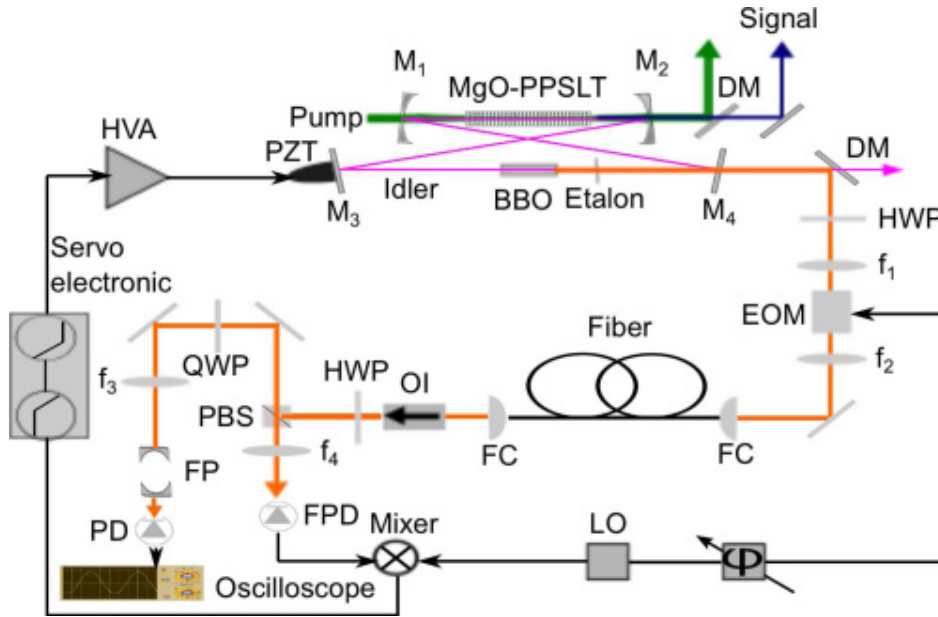 Signal
M1
M2
DM
MgO-PPSLT
Pump
HVA
PZT
DM
M3
Idler
BBO
Etalon
M4
HWP
Servo
electronic
f1
EOM
Fiber
QWP
f3
HWP
OI
f2
PBS
f4
FC
FC
FP
FPD
Mixer
LO
PD
φ
Oscilloscope